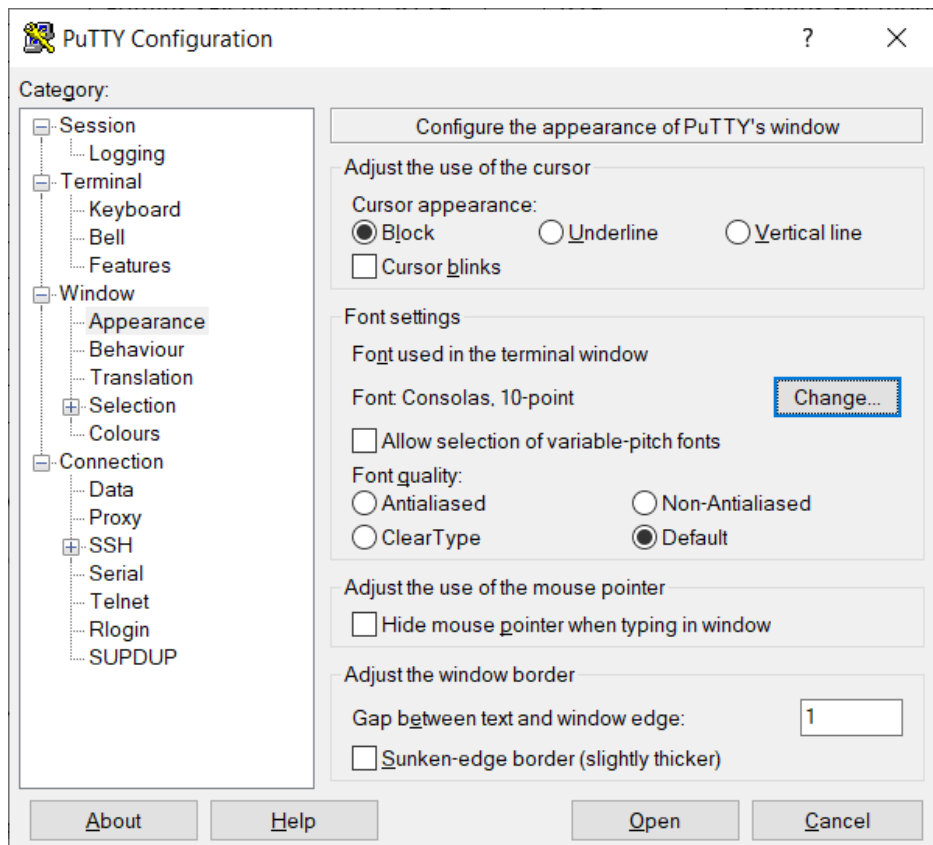 PuTTY Configuration
?
Category:
Session
Logging
Terminal
Keyboard
Bell
Features
Window
Appearance
Behaviour
Translation
Selection
Colours
Connection
Data
Proxy
SSH
Serial
Telnet
Rlogin
SUPDUP
Configure the appearance of PuTTY's window
Adjust the use of the cursor
Cursor appearance:
Block Underline Vertical line
Cursor blinks
Font settings
Font used in the terminal window
Font: Consolas, 10-point Change...
Allow selection of variable-pitch fonts
Font quality:
Antialiased Non-Antialiased
ClearType Default
Adjust the use of the mouse pointer
Hide mouse pointer when typing in window
Adjust the window border
Gap between text and window edge: 1
Sunken-edge border (slightly thicker)
About Help Open Cancel